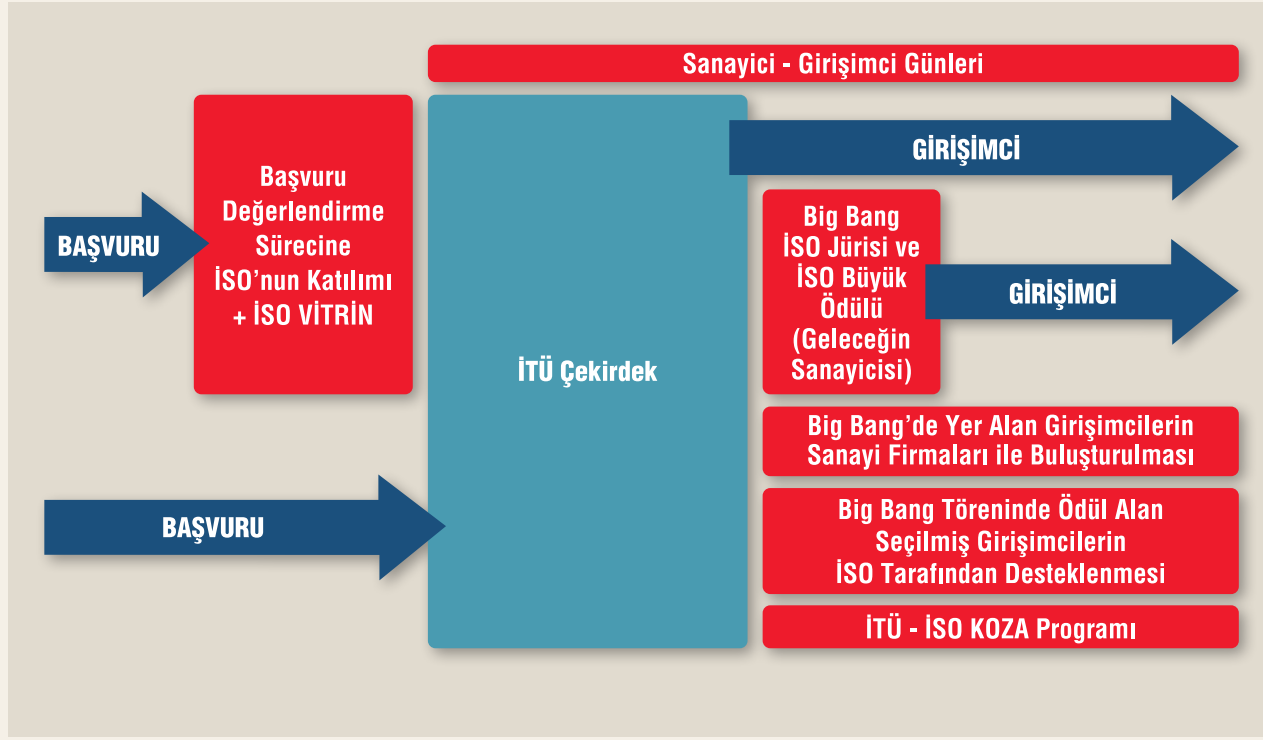 Sanayici - Girişimci Günleri
BAŞVURU
Başvuru
Değerlendirme
Sürecine
İSO’nun Katılımı
+ İSO VİTRİN
BAŞVURU
İTÜ Çekirdek
GİRİŞİMCİ
Big Bang
İSO Jürisi ve
İSO Büyük
Ödülü
(Geleceğin
Sanayicisi)
GİRİŞİMCİ
Big Bang’de Yer Alan Girişimcilerin
Sanayi Firmaları ile Buluşturulması
Big Bang Töreninde Ödül Alan
Seçilmiş Girişimcilerin
İSO Tarafından Desteklenmesi
İTÜ - İSO KOZA Programı